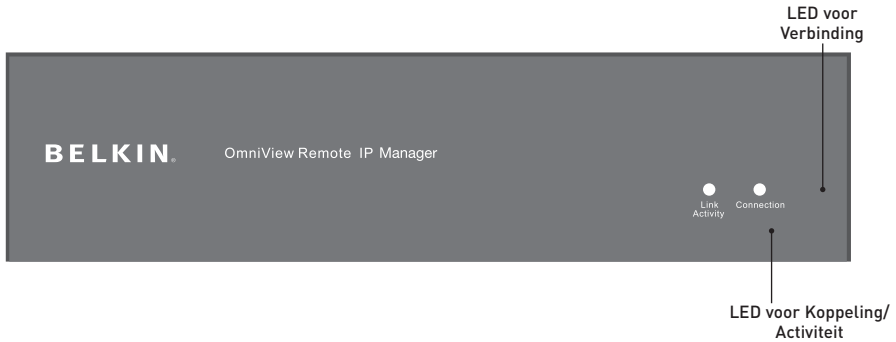 LED voor
Verbinding
BELKIN®
OmniView Remote IP Manager
Link
Activity
Connection
LED voor Koppeling/
Activiteit